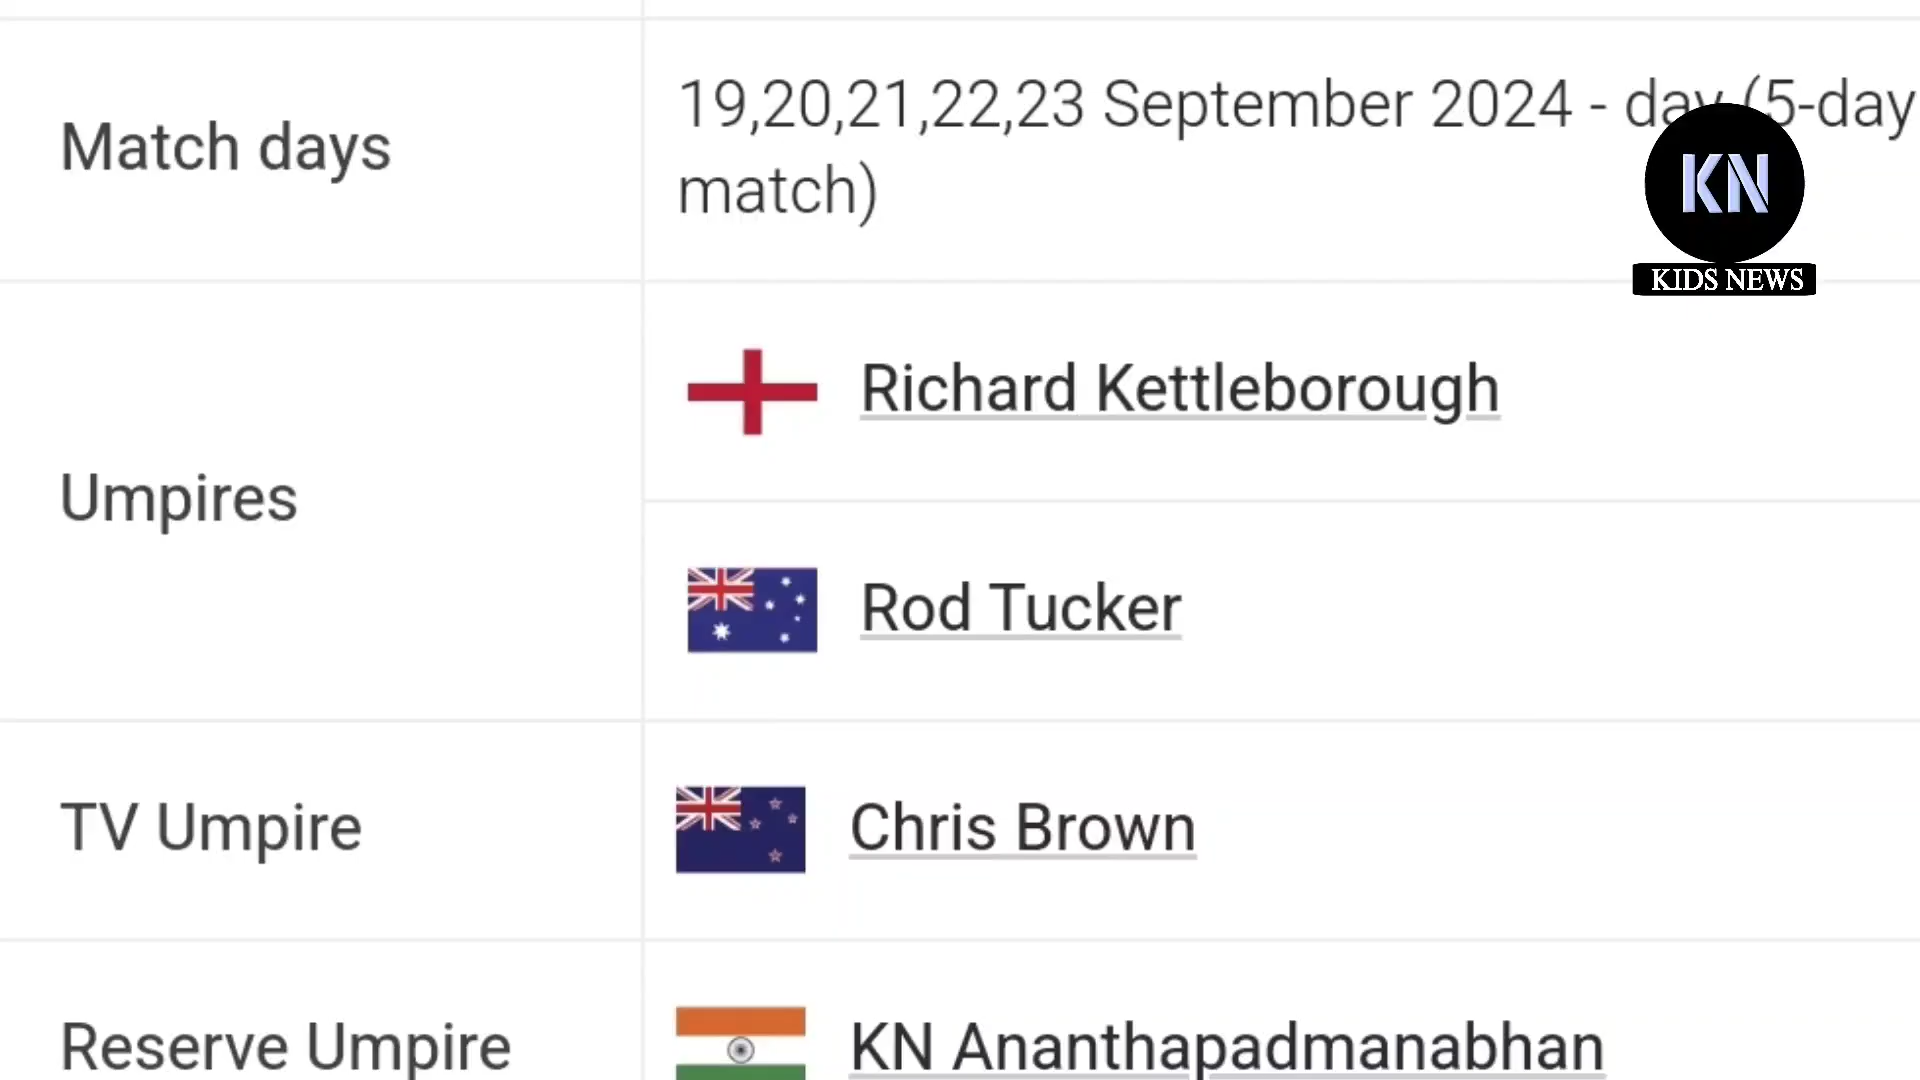 Match days
19,20,21,22,23 September 2024 - day (5-day
match)
KN
KIDS NEWS
Umpires
Richard Kettleborough
Rod Tucker
TV Umpire
Chris Brown
Reserve Umpire
KN Ananthapadmanabhan